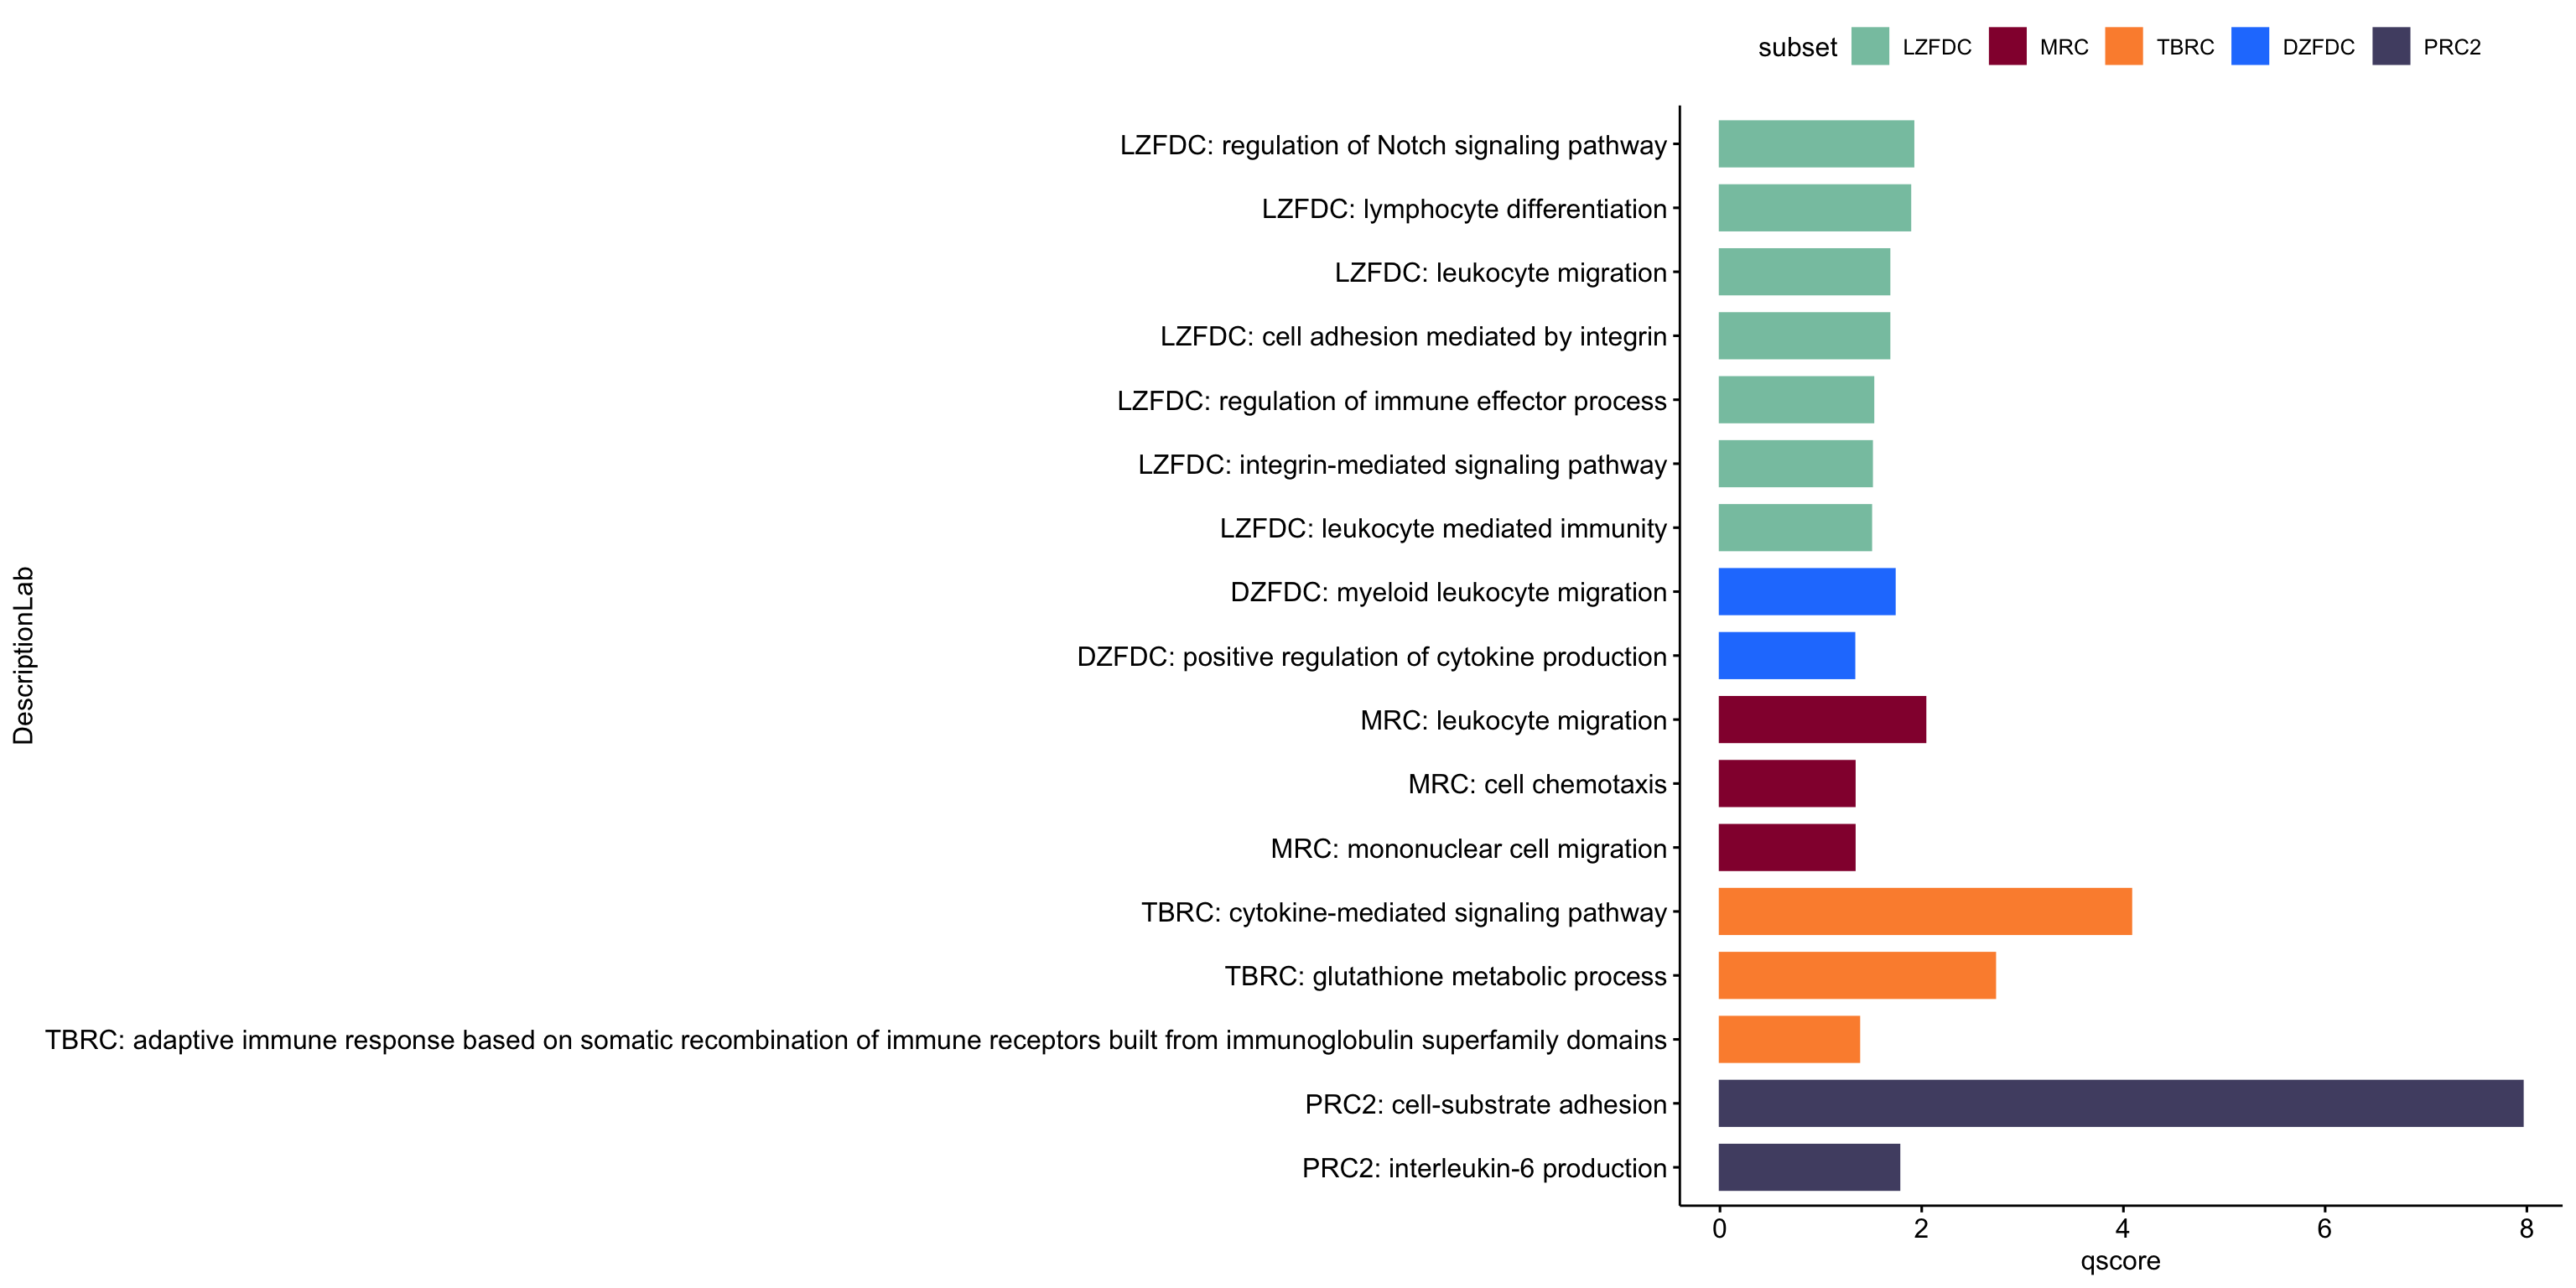 subset LZFDC MRC TBRC DZFDC PRC2
LZFDC: regulation of Notch signaling pathway
LZFDC: lymphocyte differentiation
LZFDC: leukocyte migration
LZFDC: cell adhesion mediated by integrin
LZFDC: regulation of immune effector process
LZFDC: integrin-mediated signaling pathway
LZFDC: leukocyte mediated immunity
DZFDC: myeloid leukocyte migration
DZFDC: positive regulation of cytokine production
MRC: leukocyte migration
MRC: cell chemotaxis
MRC: mononuclear cell migration
TBRC: cytokine-mediated signaling pathway
TBRC: glutathione metabolic process
TBRC: adaptive immune response based on somatic recombination of immune receptors built from immunoglobulin superfamily domains
PRC2: cell-substrate adhesion
PRC2: interleukin-6 production
DescriptionLab
0 2 4 6 8
qscore